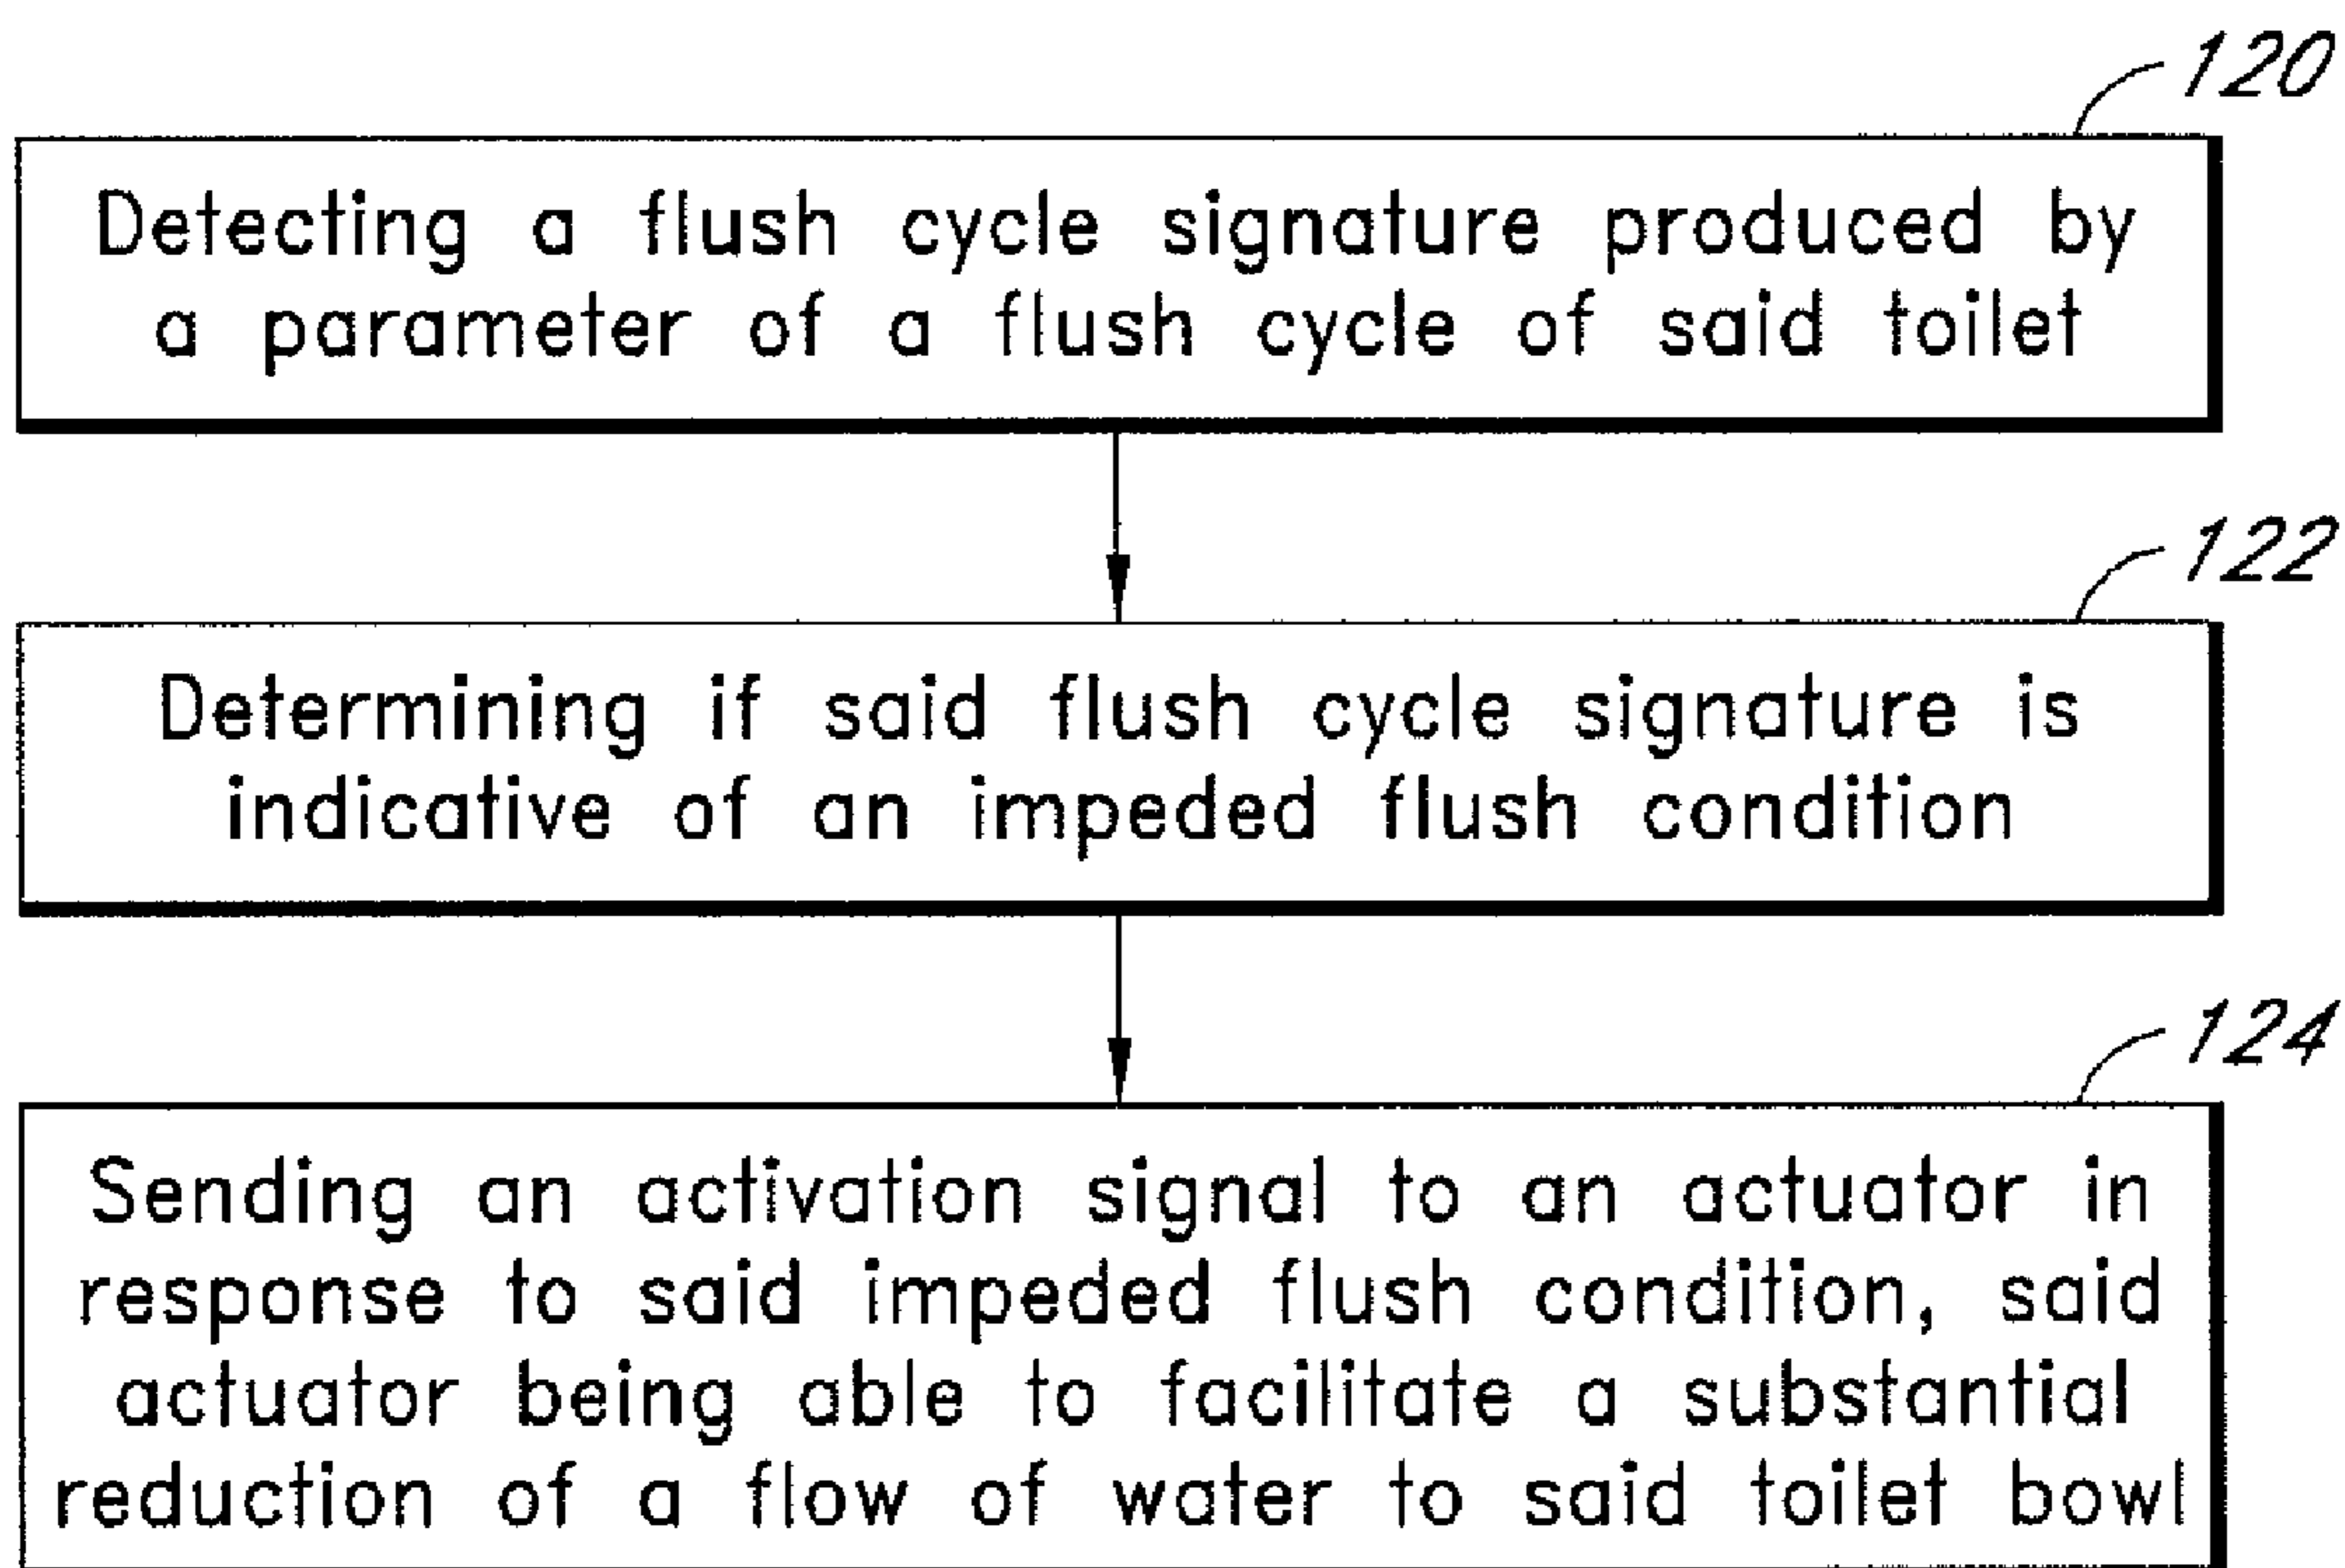 120
Detecting a flush cycle signature produced by
a parameter of a flush cycle of said toilet
122
Determining if said flush cycle signature is
indicative of an impeded flush condition
124
Sending an activation signal to an actuator in
response to said impeded flush condition, said
actuator being able to facilitate a substantial
reduction of a flow of water to said toilet bowl